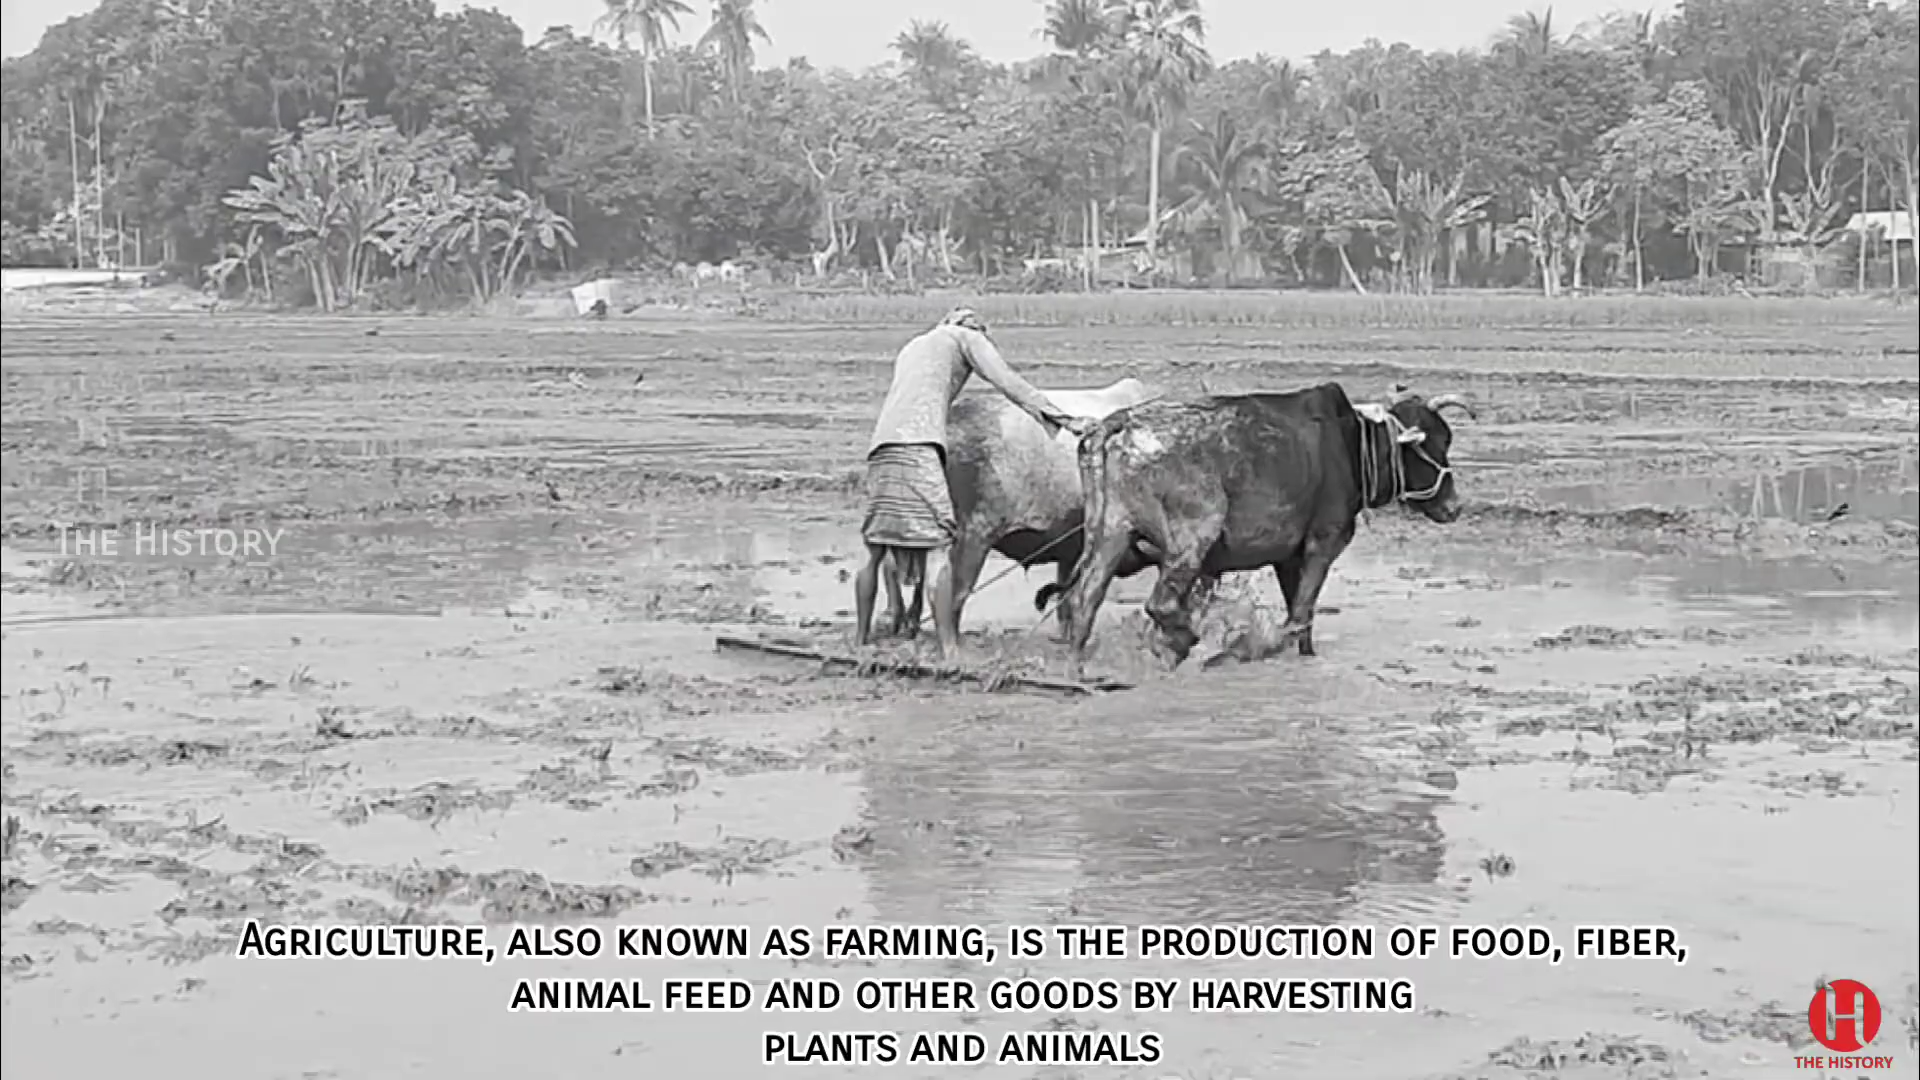 The History
Agriculture, also known as farming, is the production of food, fiber,
animal feed and other goods by harvesting
plants and animals
H
THE HISTORY